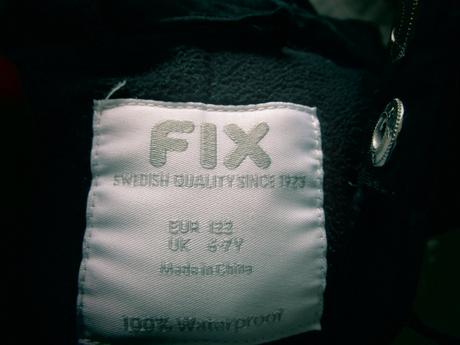 FIX
SWEDISH QUALITY SINCE 1923
EUR 122
UK 6-7Y
Made in China
100% Waterproof